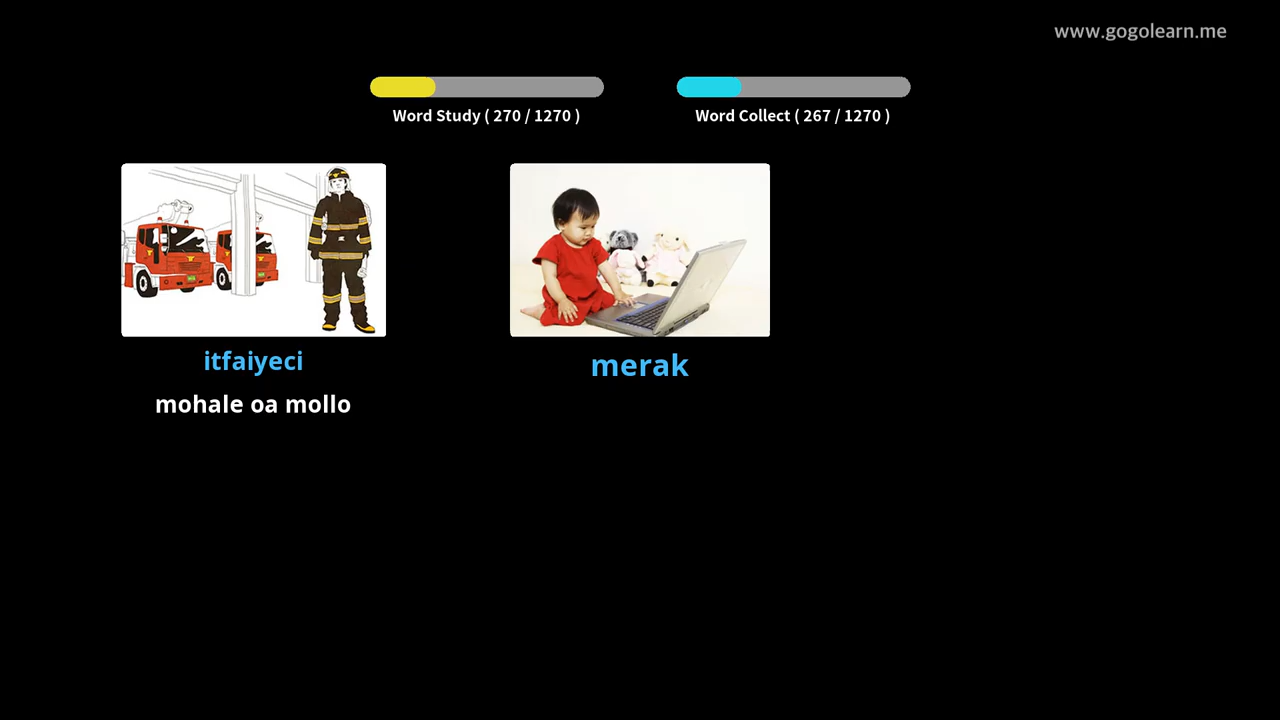 www.gogolearn.me
Word Study ( 270 / 1270 )
Word Collect ( 267 / 1270 )
itfaiyeci
mohale oa mollo
merak